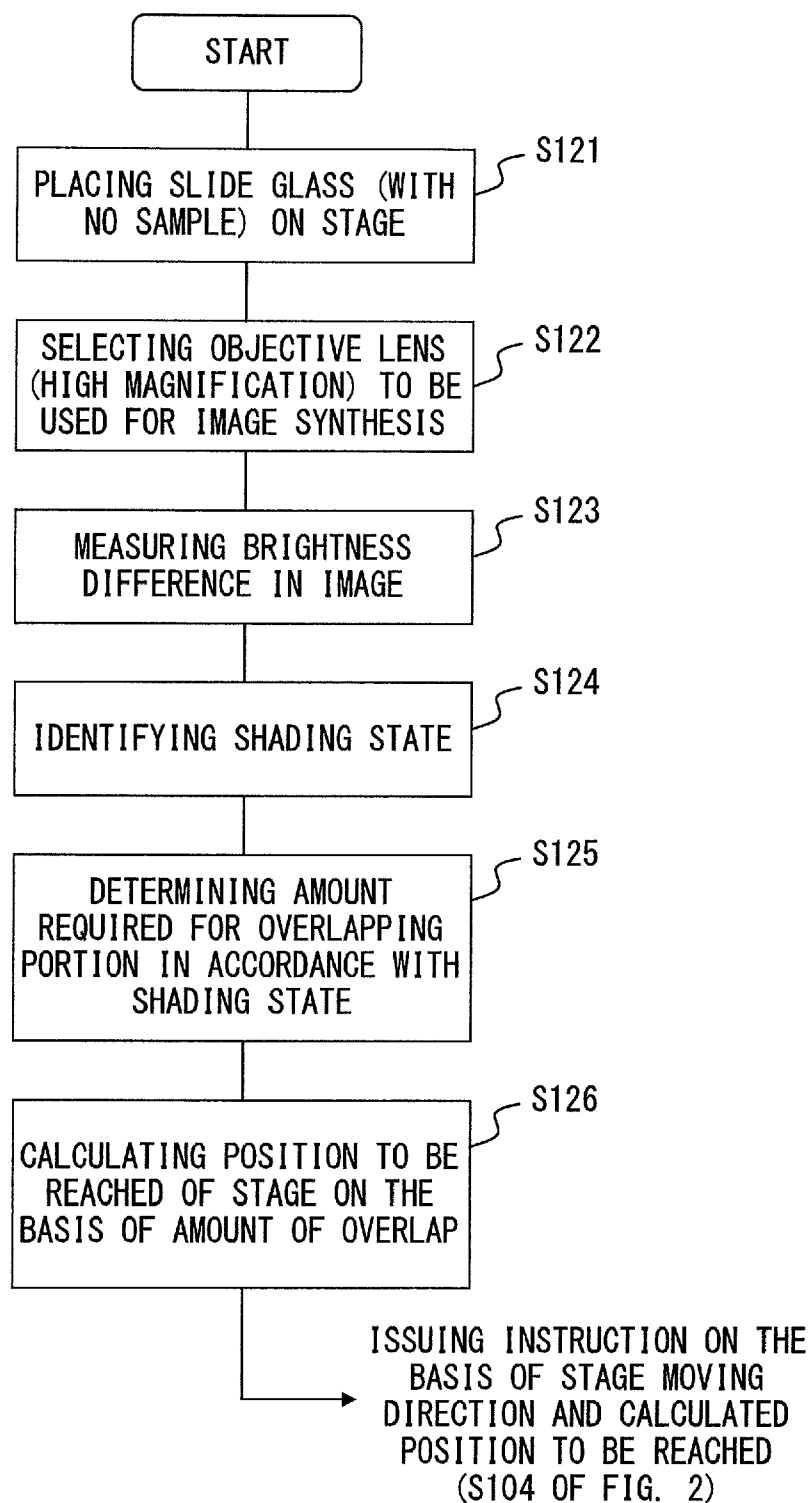 START
S121
PLACING SLIDE GLASS (WITH
NO SAMPLE) ON STAGE
S122
SELECTING OBJECTIVE LENS
(HIGH MAGNIFICATION) TO BE
USED FOR IMAGE SYNTHESIS
S123
MEASURING BRIGHTNESS
DIFFERENCE IN IMAGE
S124
IDENTIFYING SHADING STATE
S125
DETERMINING AMOUNT
REQUIRED FOR OVERLAPPING
PORTION IN ACCORDANCE WITH
SHADING STATE
S126
CALCULATING POSITION TO BE
REACHED OF STAGE ON THE
BASIS OF AMOUNT OF OVERLAP
ISSUING INSTRUCTION ON THE
BASIS OF STAGE MOVING
DIRECTION AND CALCULATED
POSITION TO BE REACHED
(S104 OF FIG. 2)